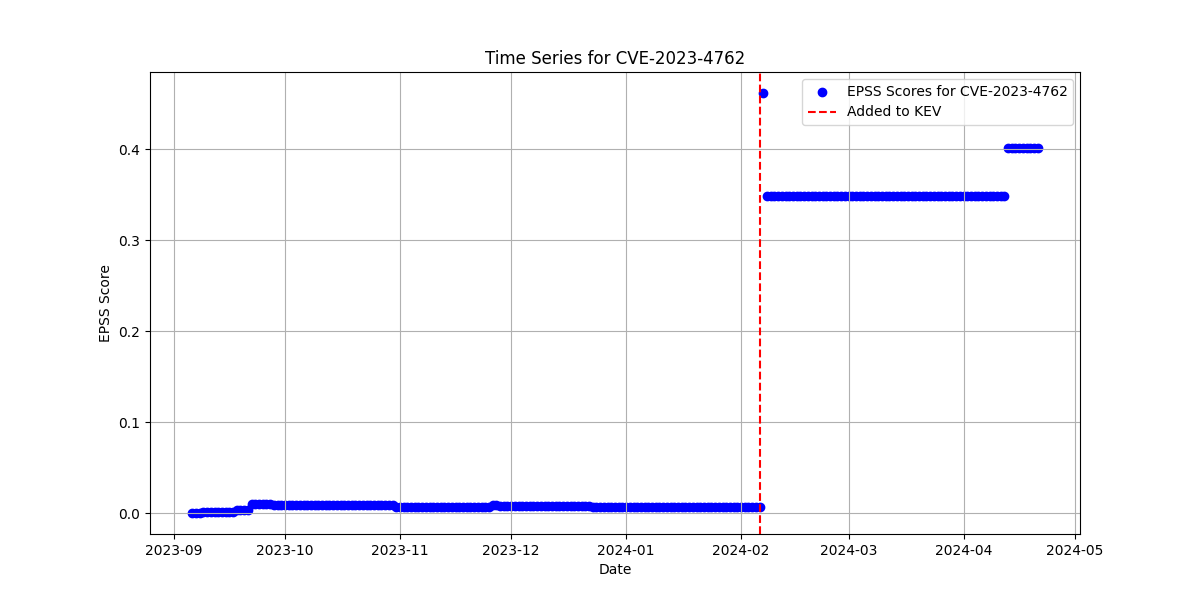 Time Series for CVE-2023-4762
EPSS Scores for CVE-2023-4762
Added to KEV
EPSS Score
0.4
0.3
0.2
0.1
0.0
2023-09 2023-10 2023-11 2023-12 2024-01 2024-02 2024-03 2024-04 2024-05
Date